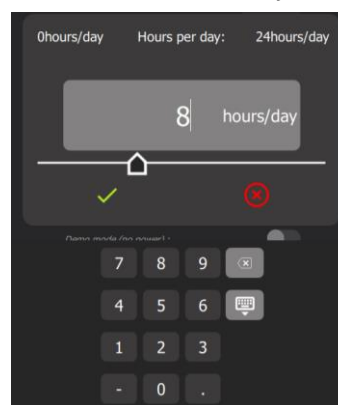 0hours/day Hours per day: 24hours/day
8 hours/day
Demo mode (no power) :
7 8 9
4 5 6
1 2 3
- 0 .